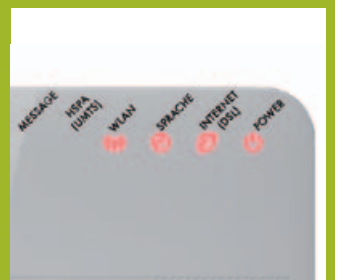 MESSAGE
HSPA
(UMTS)
WLAN
SPRACHE
INTERNET
(DSL)
POWER